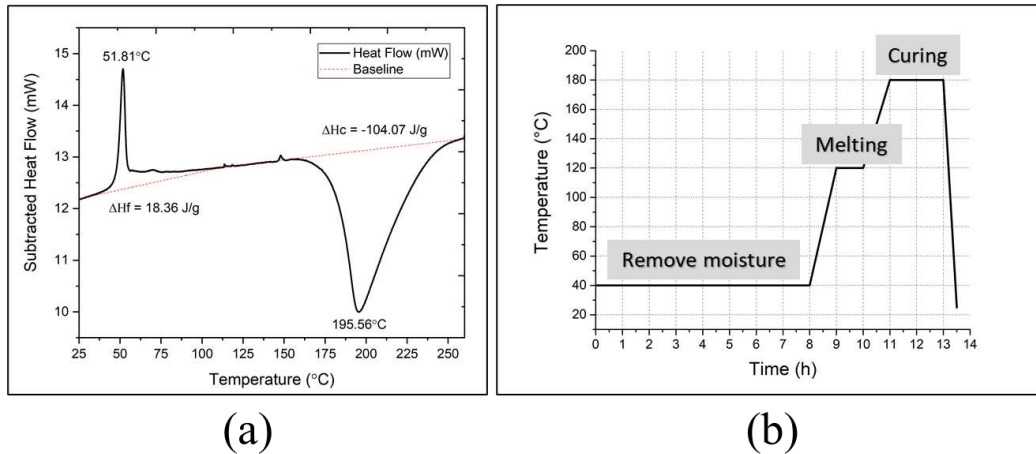 51.81°C
Heat Flow (mW)
Baseline
ΔHc = -104.07 J/g
ΔHf = 18.36 J/g
195.56°C
15
14
13
12
11
10
Subtracted Heat Flow (mW)
25 50 75 100 125 150 175 200 225 250
Temperature (°C)
(a)
200
180
160
140
120
100
80
60
40
20
Temperature (°C)
Curing
Melting
Remove moisture
0 1 2 3 4 5 6 7 8 9 10 11 12 13 14
Time (h)
(b)